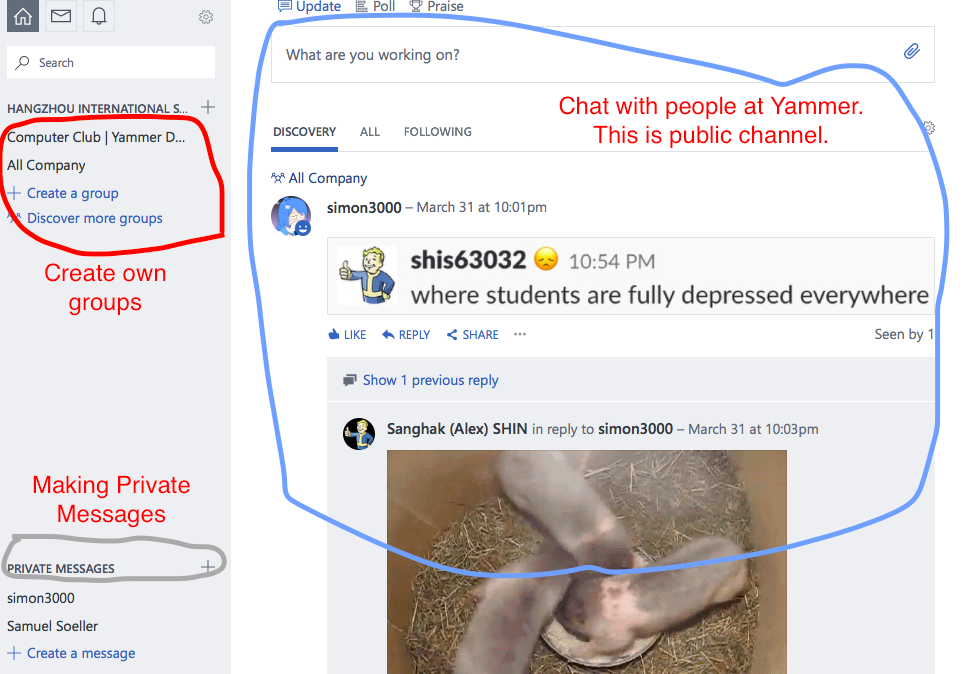 Update Poll Praise
Search
What are you working on?
HANGZHOU INTERNATIONAL S...
Computer Club | Yammer D...
All Company
Create a group
Discover more groups
Create own
groups
Chat with people at Yammer.
This is public channel.
DISCOVERY ALL FOLLOWING
All Company
simon3000 – March 31 at 10:01pm
shis63032 😞 10:54 PM
where students are fully depressed everywhere
LIKE REPLY SHARE ...
Seen by 1
Show 1 previous reply
Sanghak (Alex) SHIN in reply to simon3000 – March 31 at 10:03pm
Making Private
Messages
PRIVATE MESSAGES
simon3000
Samuel Soeller
Create a message